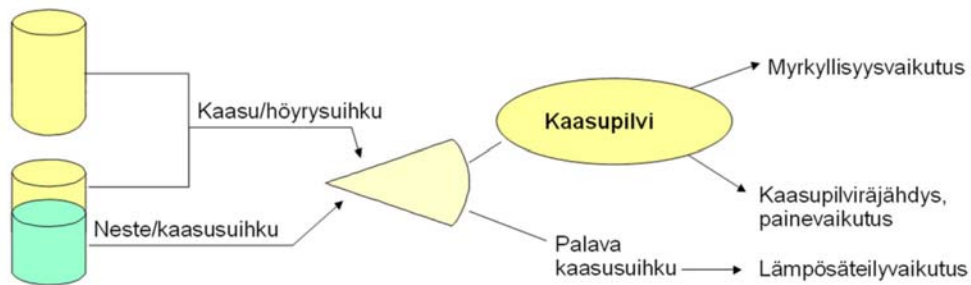 Myrkyllisyysvaikutus
Kaasu/höyrysuihku
Kaasupilvi
Kaasupilviräjähdys,
painevaikutus
Neste/kaasusuihku
Palava
kaasusuihku
Lämpösäteilyvaikutus